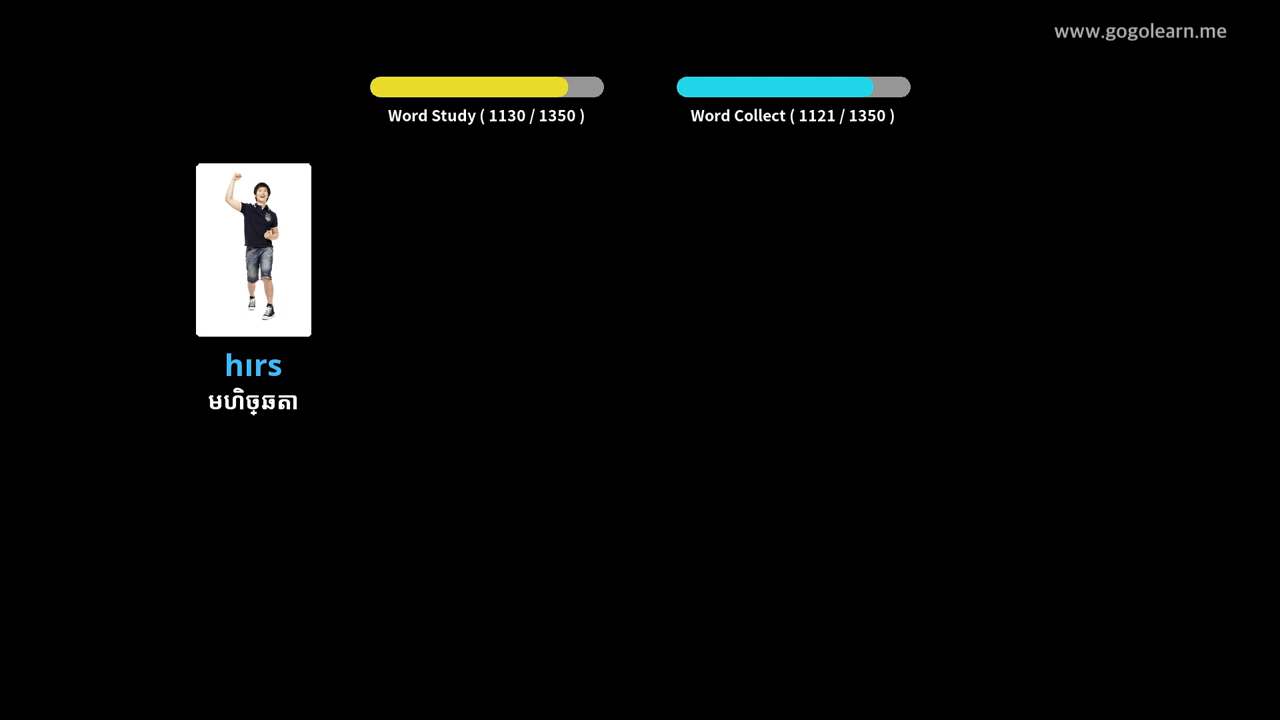 www.gogolearn.me
Word Study ( 1130 / 1350 )
Word Collect ( 1121 / 1350 )
hırs
មហិច្ឆតា